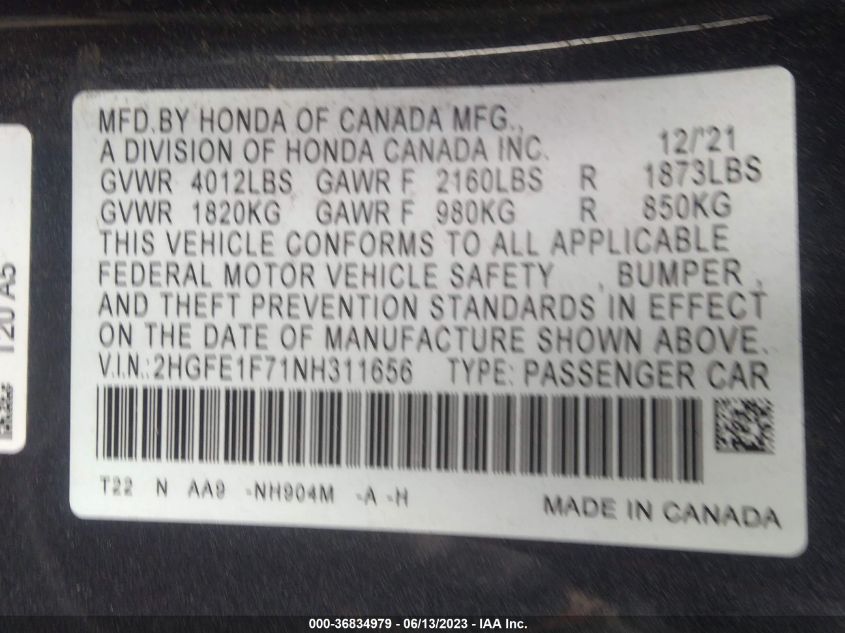 MFD.BY HONDA OF CANADA MFG.,
A DIVISION OF HONDA CANADA INC. 12/'21
GVWR 4012LBS GAWR F 2160LBS R 1873LBS
GVWR 1820KG GAWR F 980KG R 850KG
THIS VEHICLE CONFORMS TO ALL APPLICABLE
FEDERAL MOTOR VEHICLE SAFETY , BUMPER ,
AND THEFT PREVENTION STANDARDS IN EFFECT
ON THE DATE OF MANUFACTURE SHOWN ABOVE.
V.I.N.:2HGFE1F71NH311656 TYPE: PASSENGER CAR
T22 N AA9 -NH904M -A -H
MADE IN CANADA
T20 A5
000-36834979 - 06/13/2023 - IAA Inc.